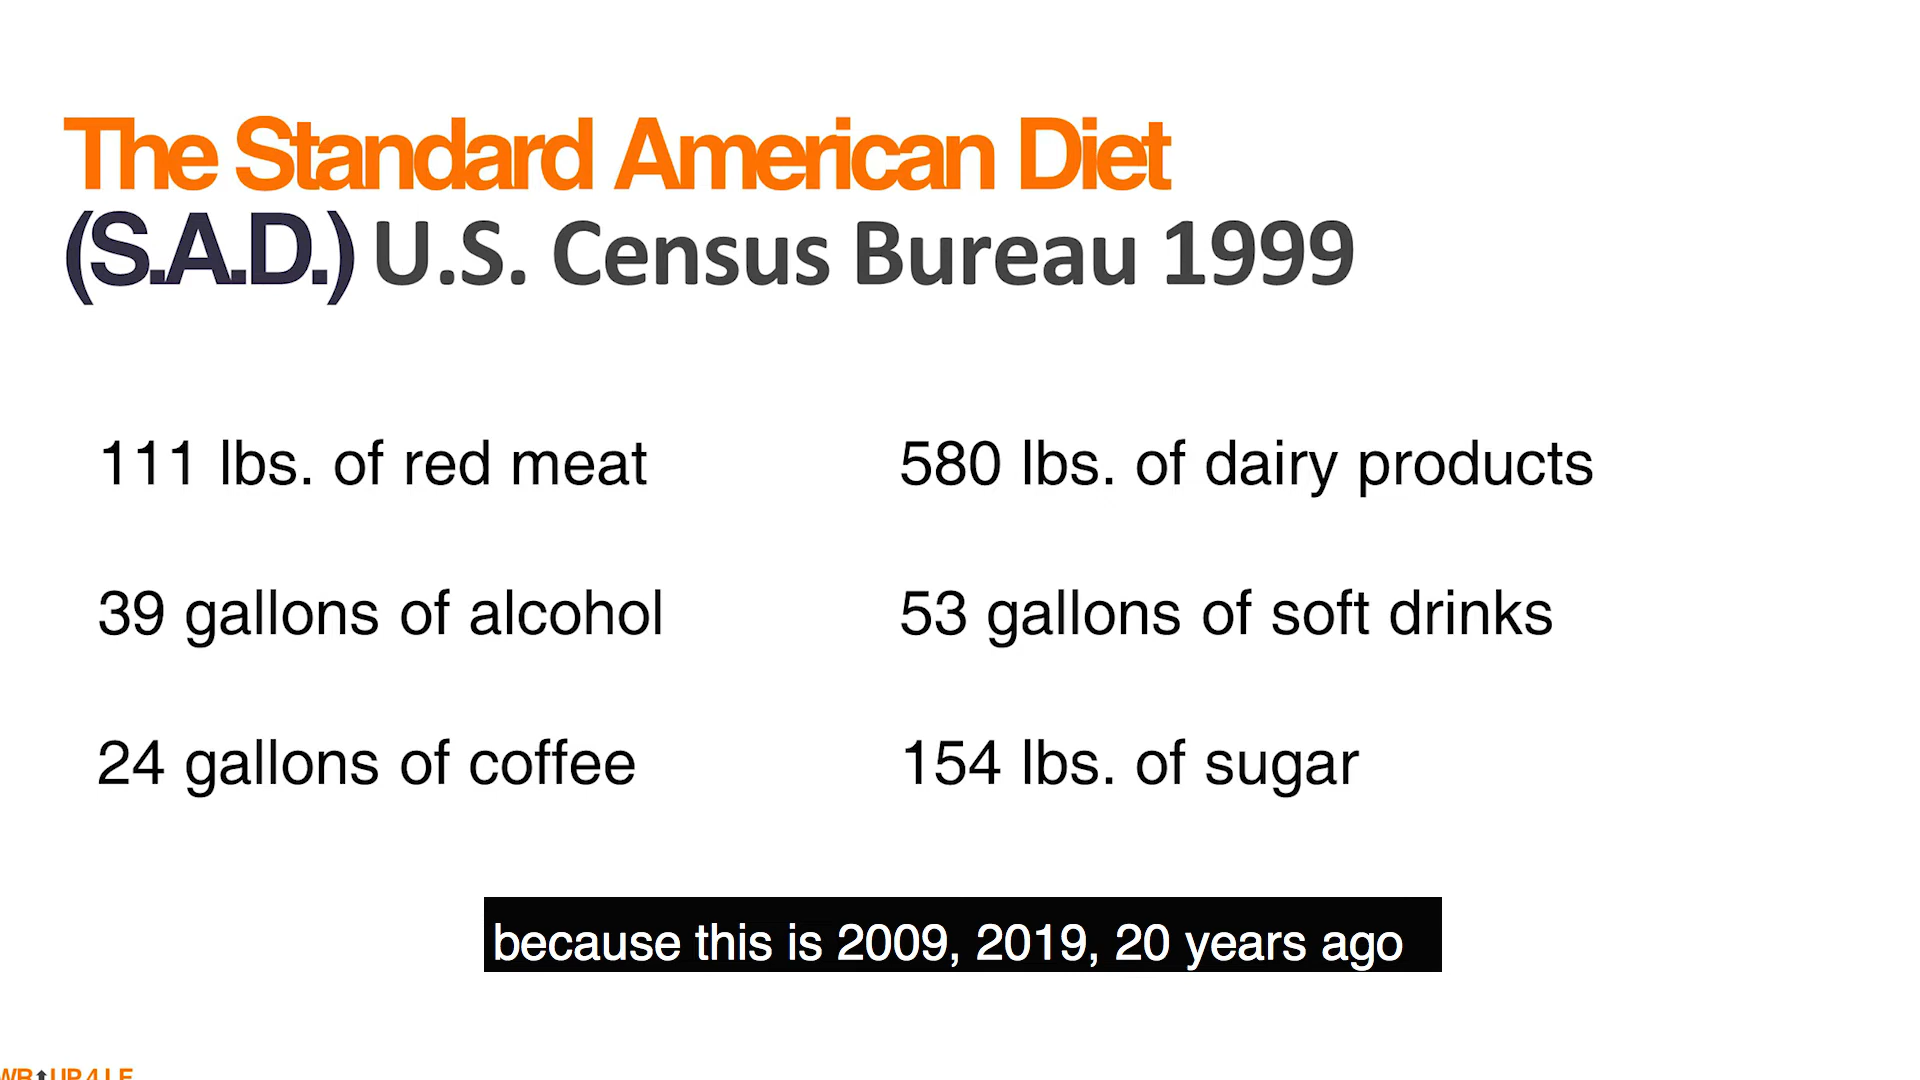 The Standard American Diet
(S.A.D.) U.S. Census Bureau 1999
111 lbs. of red meat
580 lbs. of dairy products
39 gallons of alcohol
53 gallons of soft drinks
24 gallons of coffee
154 lbs. of sugar
because this is 2009, 2019, 20 years ago